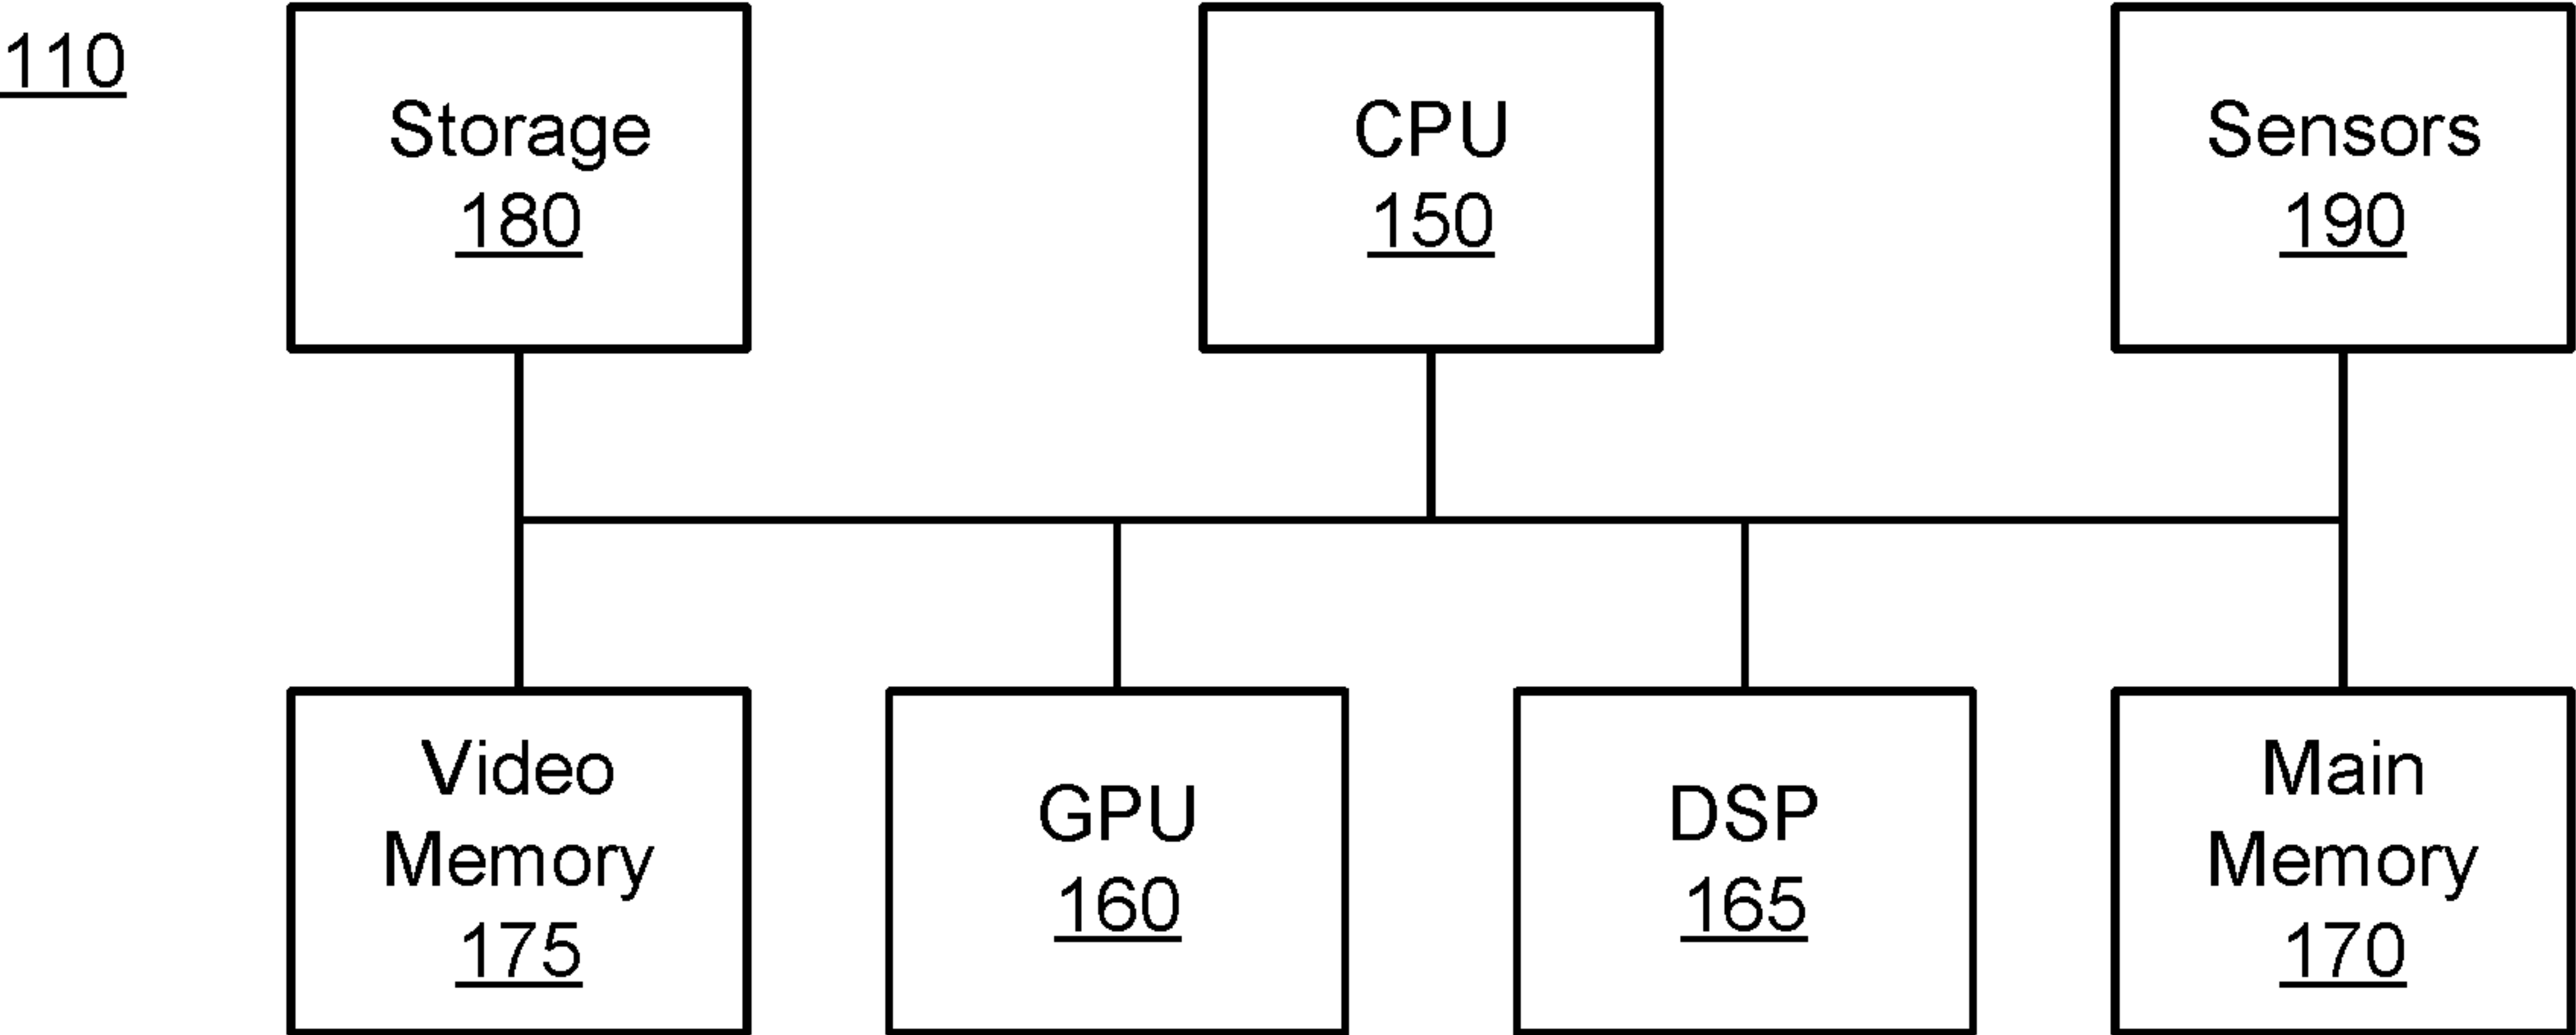 110
Storage
180
CPU
150
Sensors
190
Video
Memory
175
GPU
160
DSP
165
Main
Memory
170